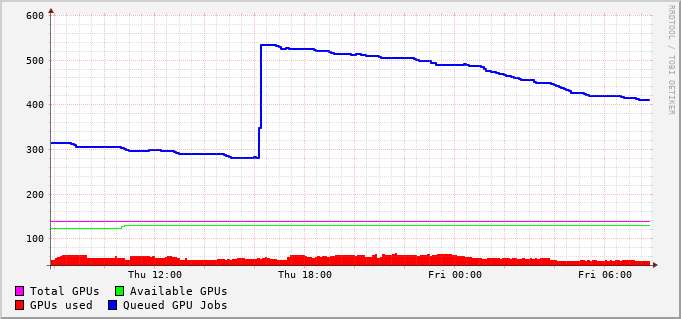 600
500
400
300
200
100
Thu 12:00 Thu 18:00 Fri 00:00 Fri 06:00
Total GPUs Available GPUs
GPUs used Queued GPU Jobs
RRDTOOL / TOBI OETIKER